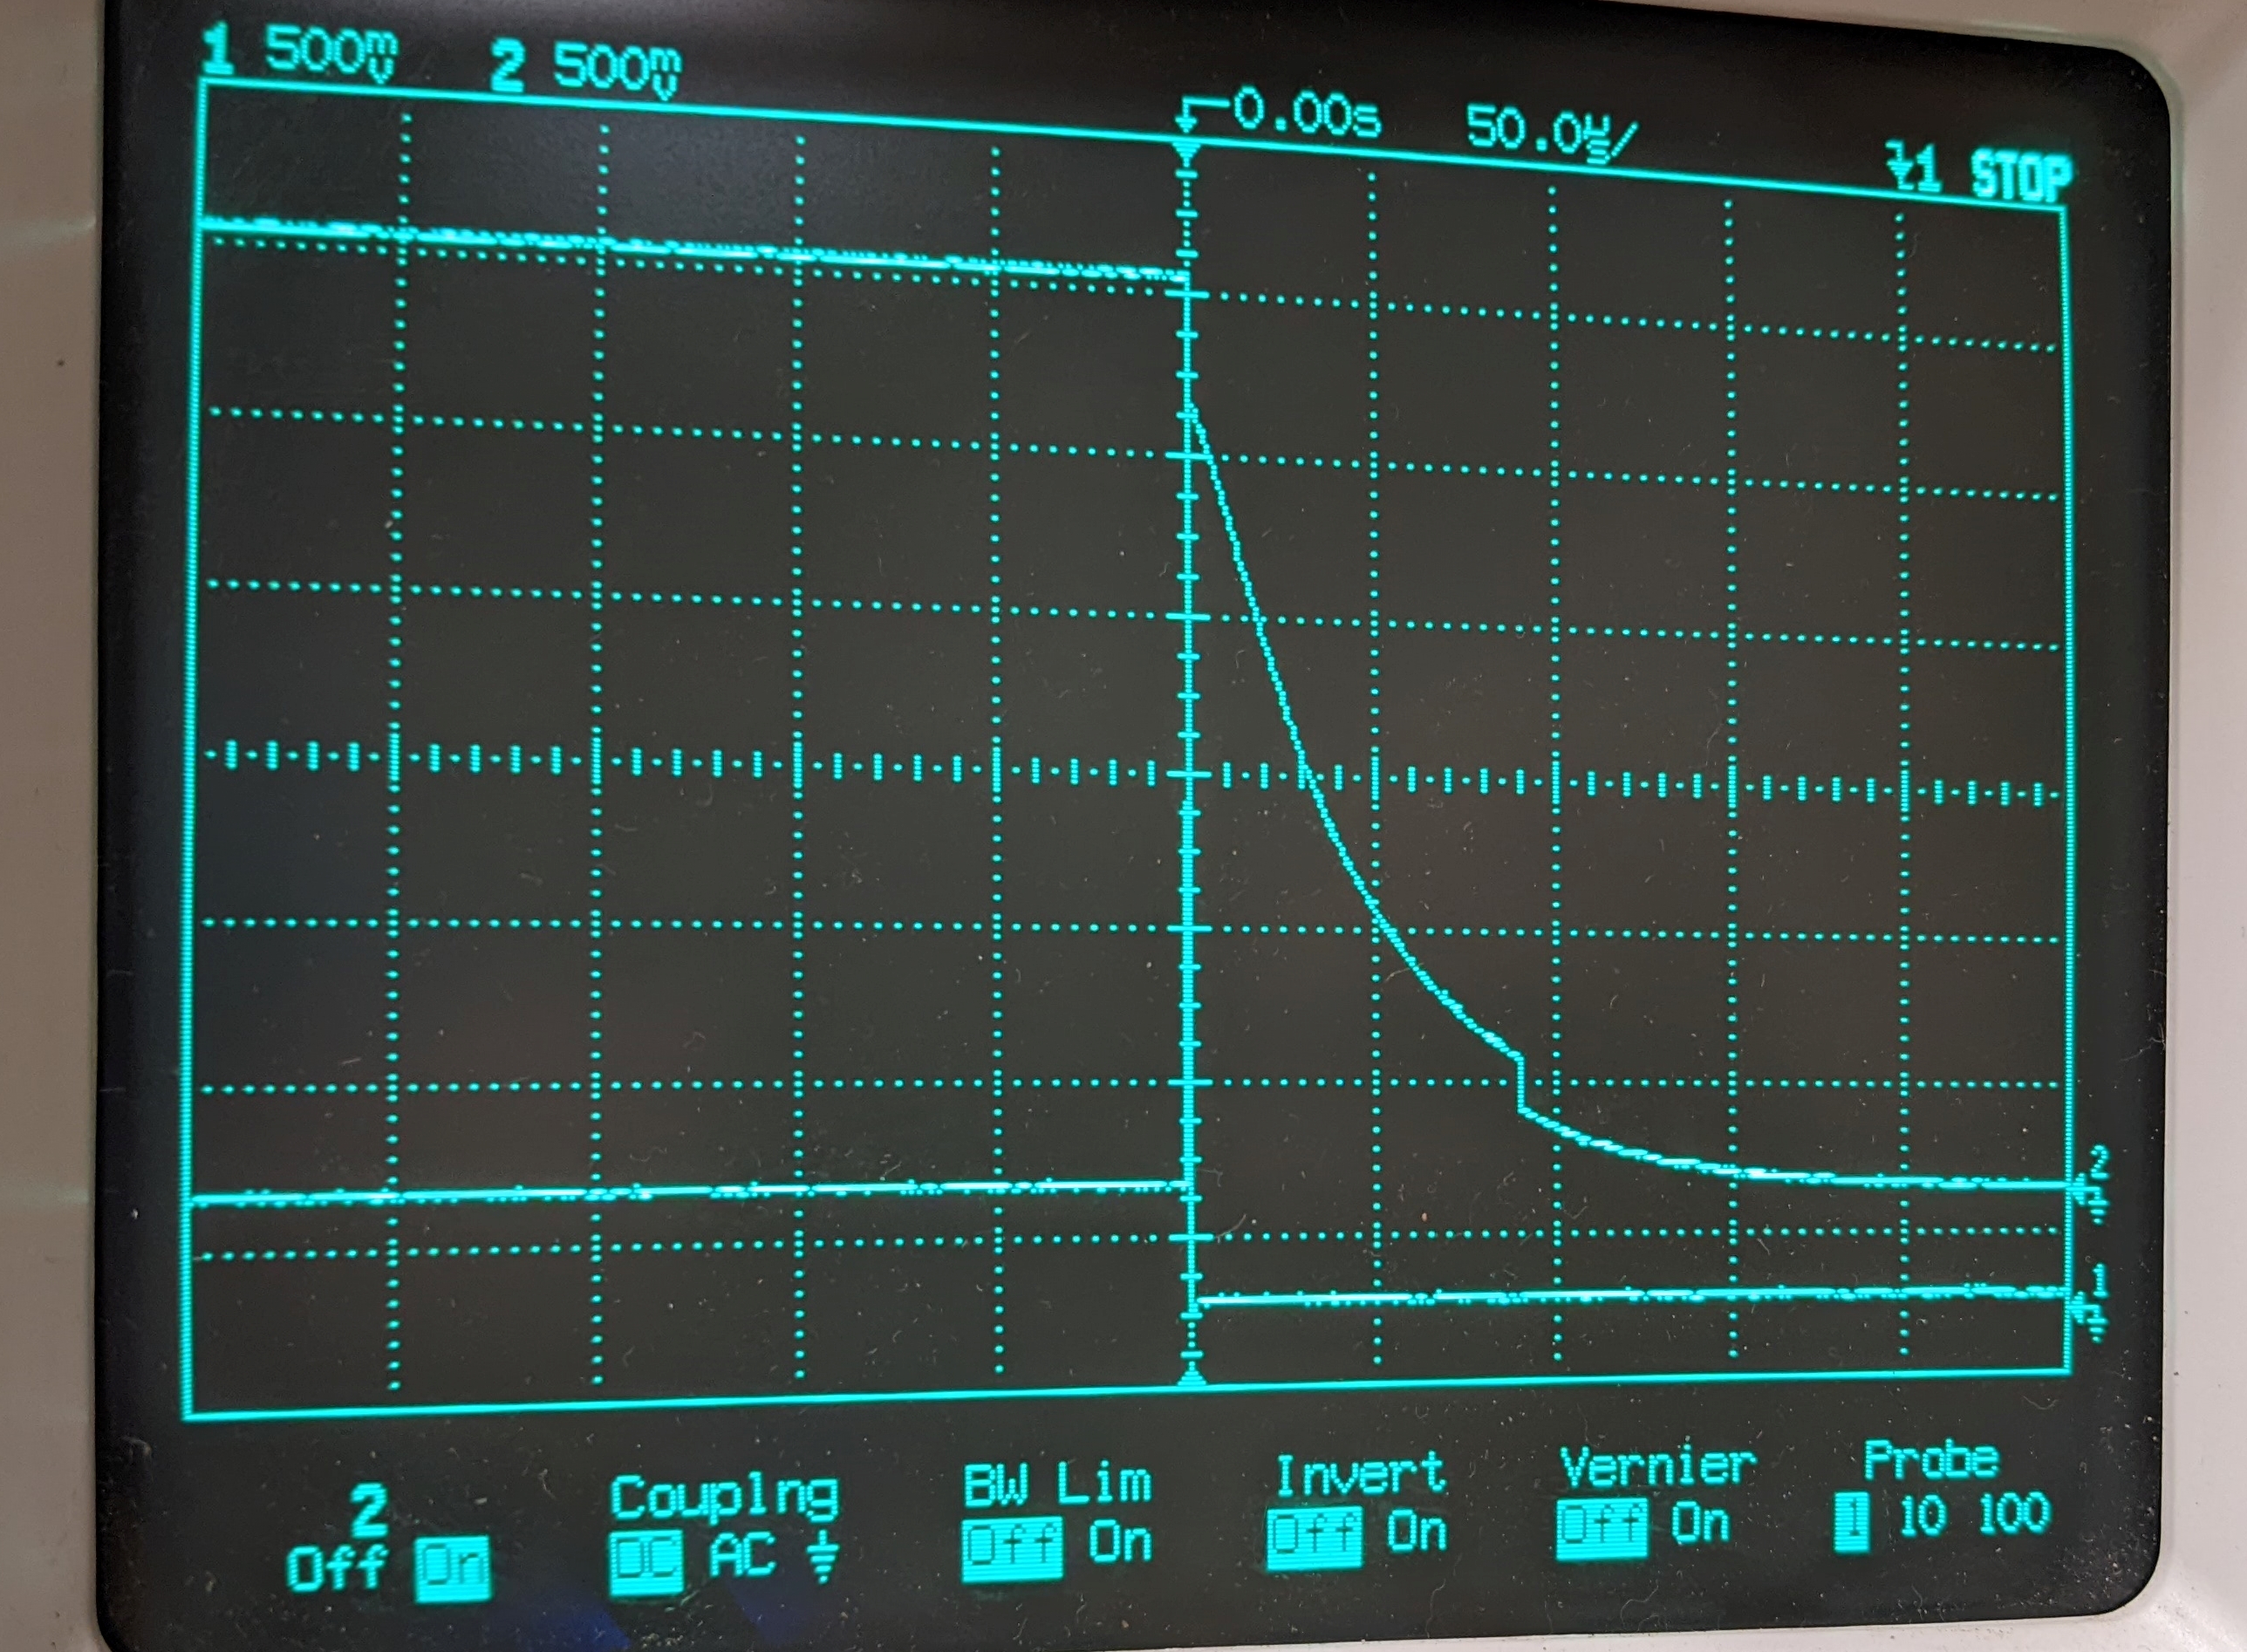 1 500mV 2 500mV 0.00s 50.0µs/ 1 STOP
2
1
2 Couplng BW Lim Invert Vernier Probe
Off On DC AC Off On Off On Off On 1 10 100